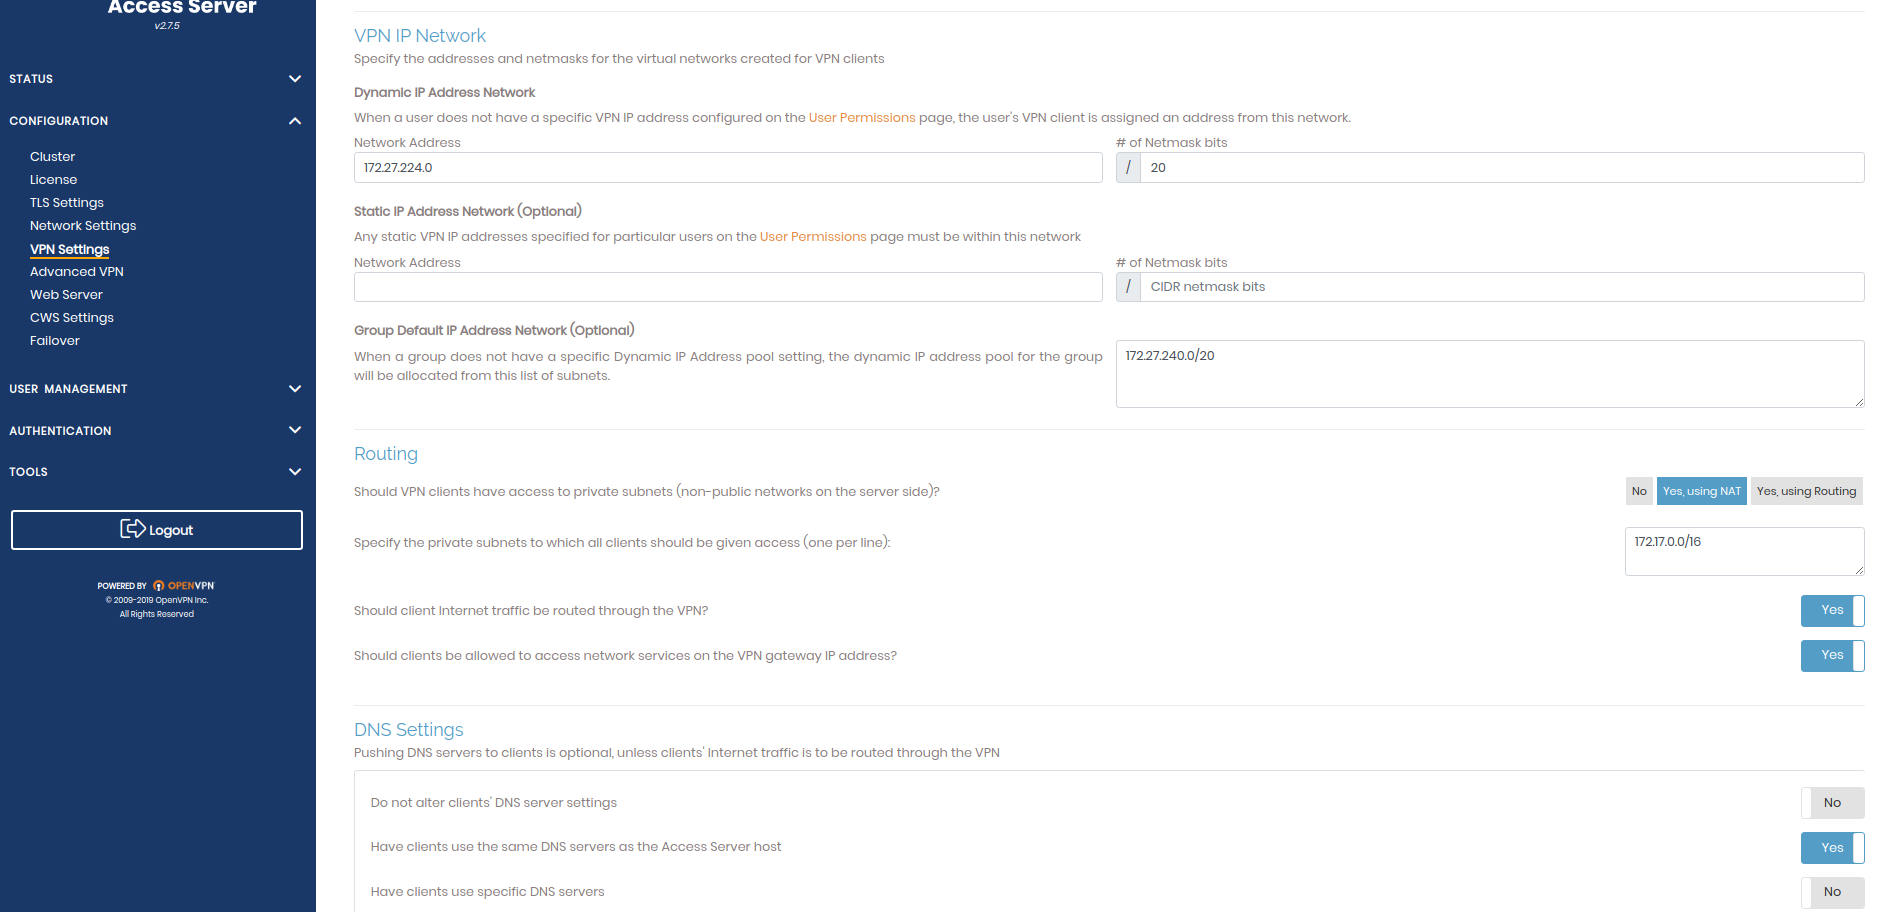 Access Server
v2.7.5
STATUS
CONFIGURATION
Cluster
License
TLS Settings
Network Settings
VPN Settings
Advanced VPN
Web Server
CWS Settings
Failover
USER MANAGEMENT
AUTHENTICATION
TOOLS
Logout
POWERED BY OPENVPN
© 2009-2019 OpenVPN Inc.
All Rights Reserved
VPN IP Network
Specify the addresses and netmasks for the virtual networks created for VPN clients
Dynamic IP Address Network
When a user does not have a specific VPN IP address configured on the User Permissions page, the user's VPN client is assigned an address from this network.
Network Address # of Netmask bits
172.27.224.0 / 20
Static IP Address Network (Optional)
Any static VPN IP addresses specified for particular users on the User Permissions page must be within this network
Network Address # of Netmask bits
/ CIDR netmask bits
Group Default IP Address Network (Optional)
When a group does not have a specific Dynamic IP Address pool setting, the dynamic IP address pool for the group
will be allocated from this list of subnets.
172.27.240.0/20
Routing
Should VPN clients have access to private subnets (non-public networks on the server side)? No Yes, using NAT Yes, using Routing
Specify the private subnets to which all clients should be given access (one per line): 172.17.0.0/16
Should client Internet traffic be routed through the VPN? Yes
Should clients be allowed to access network services on the VPN gateway IP address? Yes
DNS Settings
Pushing DNS servers to clients is optional, unless clients' Internet traffic is to be routed through the VPN
Do not alter clients' DNS server settings No
Have clients use the same DNS servers as the Access Server host Yes
Have clients use specific DNS servers No